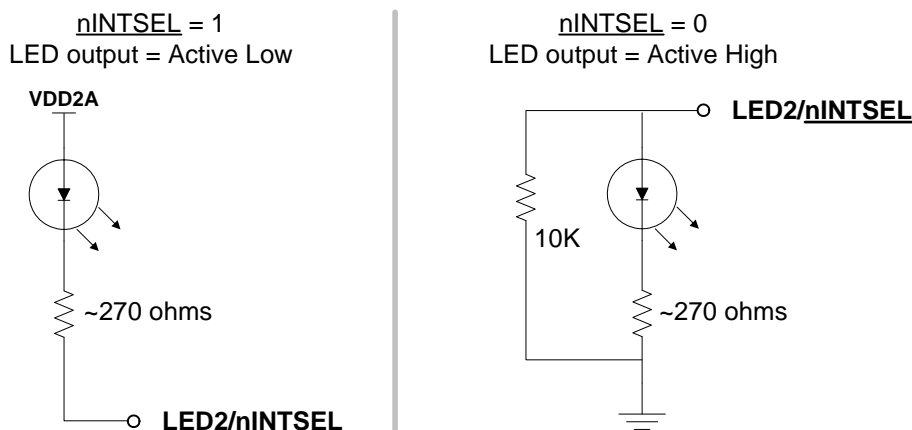 nINTSEL = 1
LED output = Active Low
VDD2A
~270 ohms
LED2/nINTSEL
nINTSEL = 0
LED output = Active High
LED2/nINTSEL
10K
~270 ohms